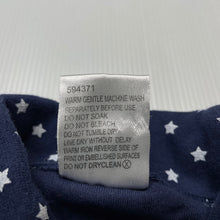 594371
WARM GENTLE MACHINE WASH
SEPARATELY BEFORE USE
DO NOT SOAK
DO NOT BLEACH
DO NOT TUMBLE DRY
LINE DRY WITHOUT DELAY
WARM IRON REVERSE SIDE
PRINT OR EMBELLISHED SURFACES
DO NOT DRYCLEAN